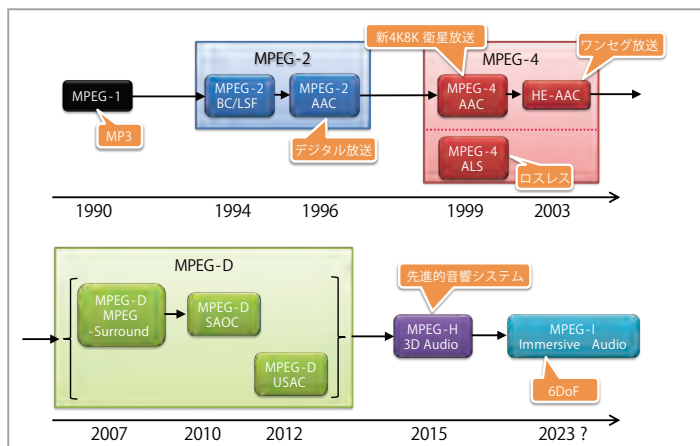 新4K8K 衛星放送
MPEG-2
MPEG-4
ワンセグ放送
MPEG-1
MPEG-2
BC/LSF
MPEG-2
AAC
MPEG-4
AAC
HE-AAC
MP3
デジタル放送
MPEG-4
ALS
ロスレス
1990
1994
1996
1999
2003
MPEG-D
先進的音響システム
MPEG-D
MPEG
-Surround
MPEG-D
SAOC
MPEG-D
USAC
MPEG-H
3D Audio
MPEG-I
Immersive Audio
6DoF
2007
2010
2012
2015
2023 ?